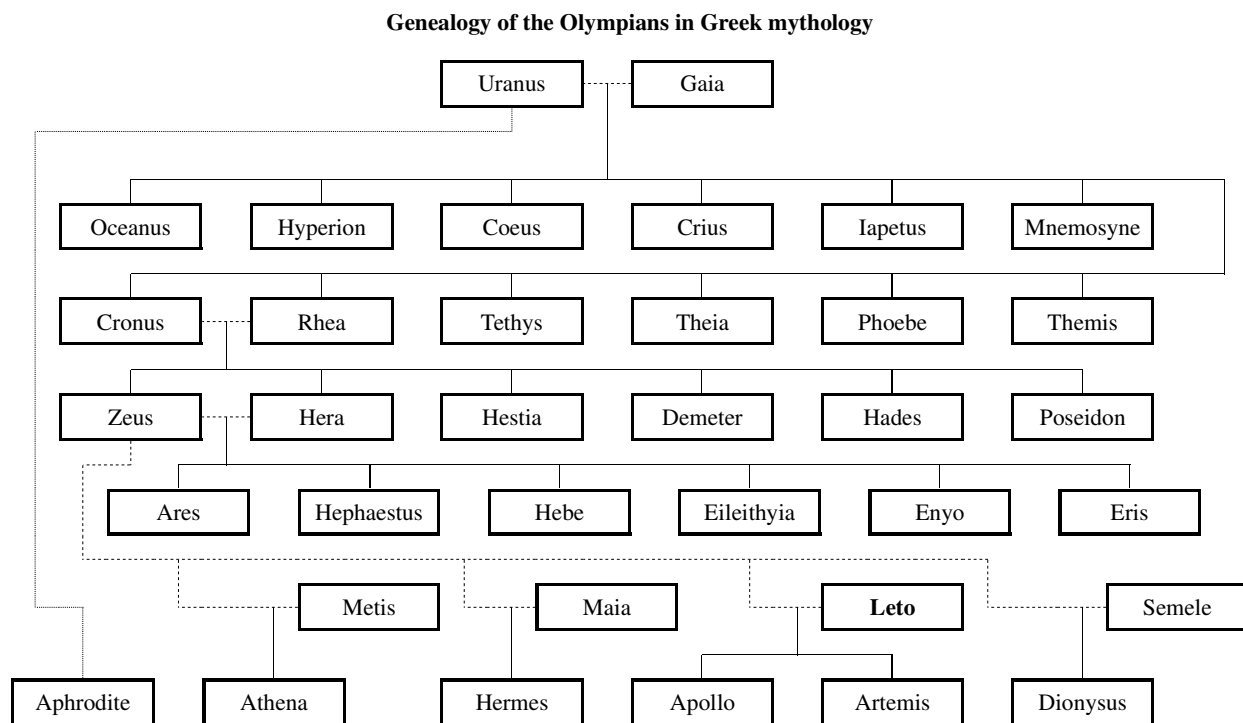 Genealogy of the Olympians in Greek mythology
Uranus Gaia
Oceanus Hyperion Coeus Crius Iapetus Mnemosyne
Cronus Rhea Tethys Theia Phoebe Themis
Zeus Hera Hestia Demeter Hades Poseidon
Ares Hephaestus Hebe Eileithyia Enyo Eris
Metis Maia Leto Semele
Aphrodite Athena Hermes Apollo Artemis Dionysus